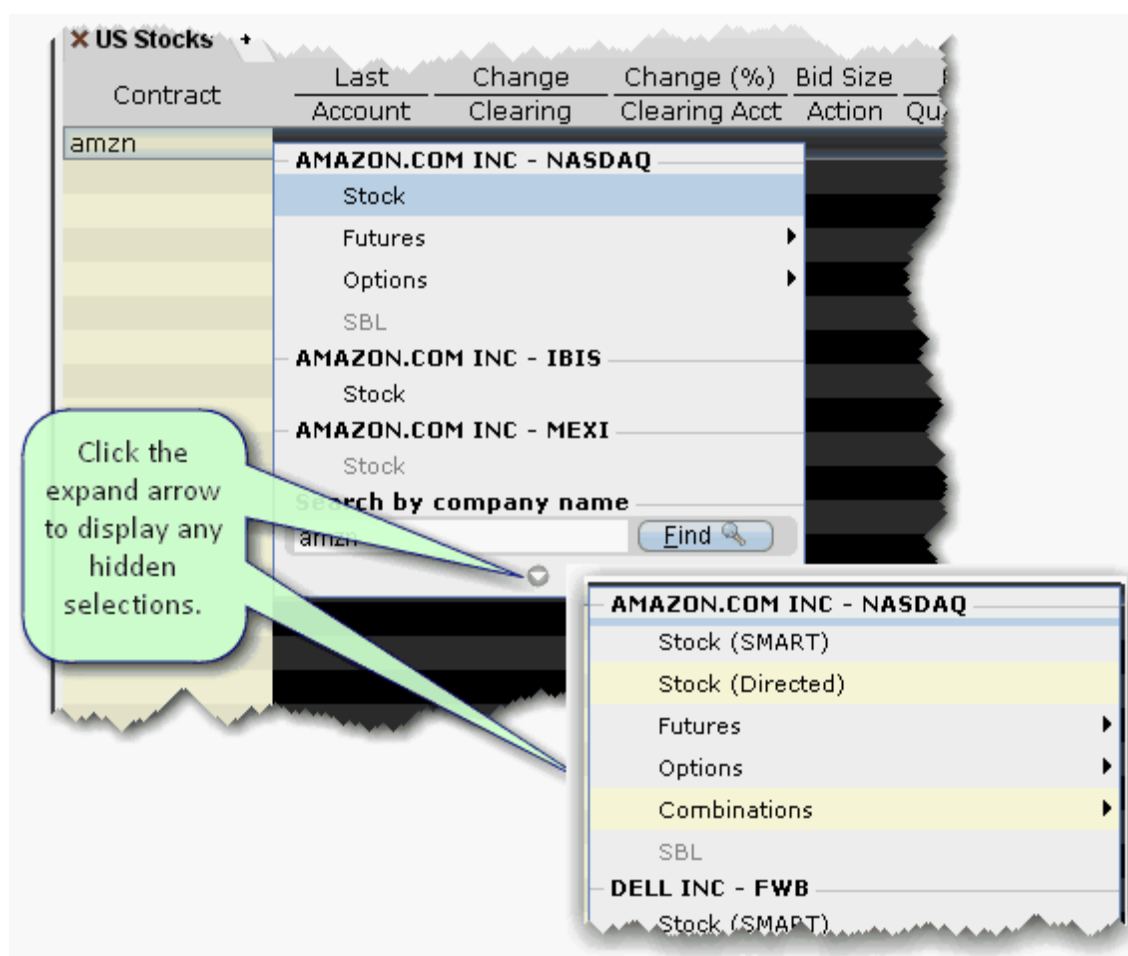 US Stocks +
Contract Last Change Change (%) Bid Size
Account Clearing Clearing Acct Action
amzn
AMAZON.COM INC - NASDAQ
Stock
Futures
Options
SBL
AMAZON.COM INC - IBIS
Stock
AMAZON.COM INC - MEXI
Stock
Search by company name
amzn Find
Click the
expand arrow
to display any
hidden
selections.
AMAZON.COM INC - NASDAQ
Stock (SMART)
Stock (Directed)
Futures
Options
Combinations
SBL
DELL INC - FWB
Stock (SMART)